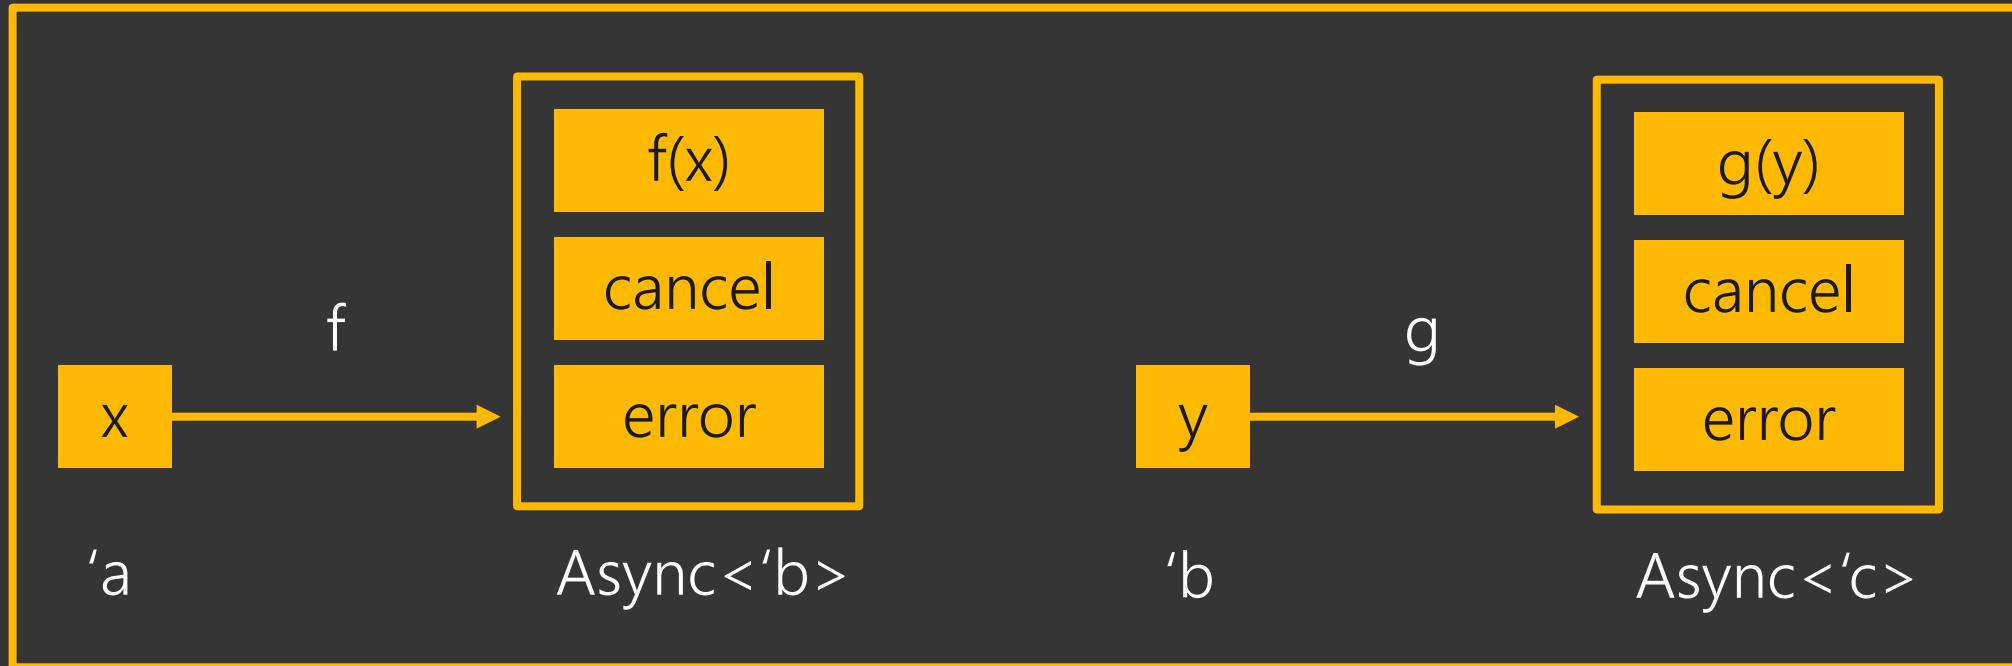 f
x
‘a
f(x)
cancel
error
Async<‘b>
g
y
‘b
g(y)
cancel
error
Async<‘c>